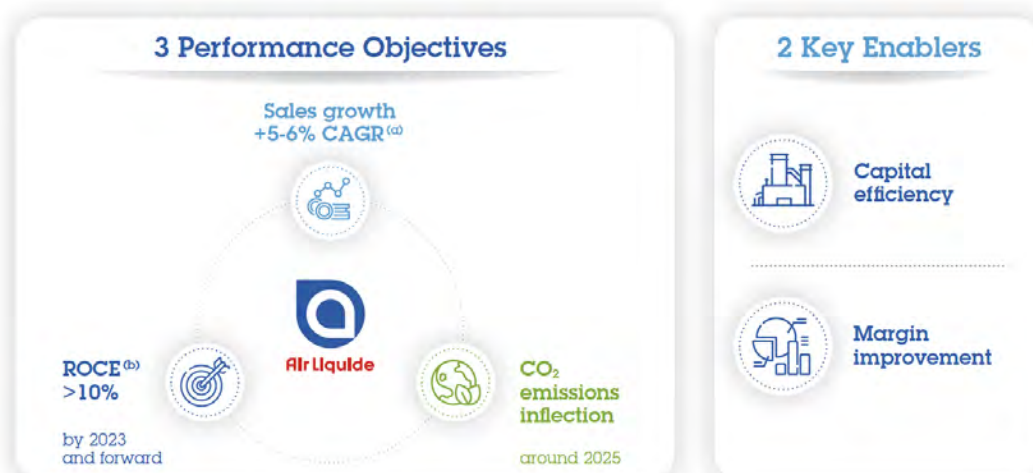 3 Performance Objectives
Sales growth
+5-6% CAGR(a)
Air Liquide
ROCE(b)
>10%
by 2023
and forward
CO₂
emissions
inflection
around 2025
2 Key Enablers
Capital
efficiency
Margin
improvement